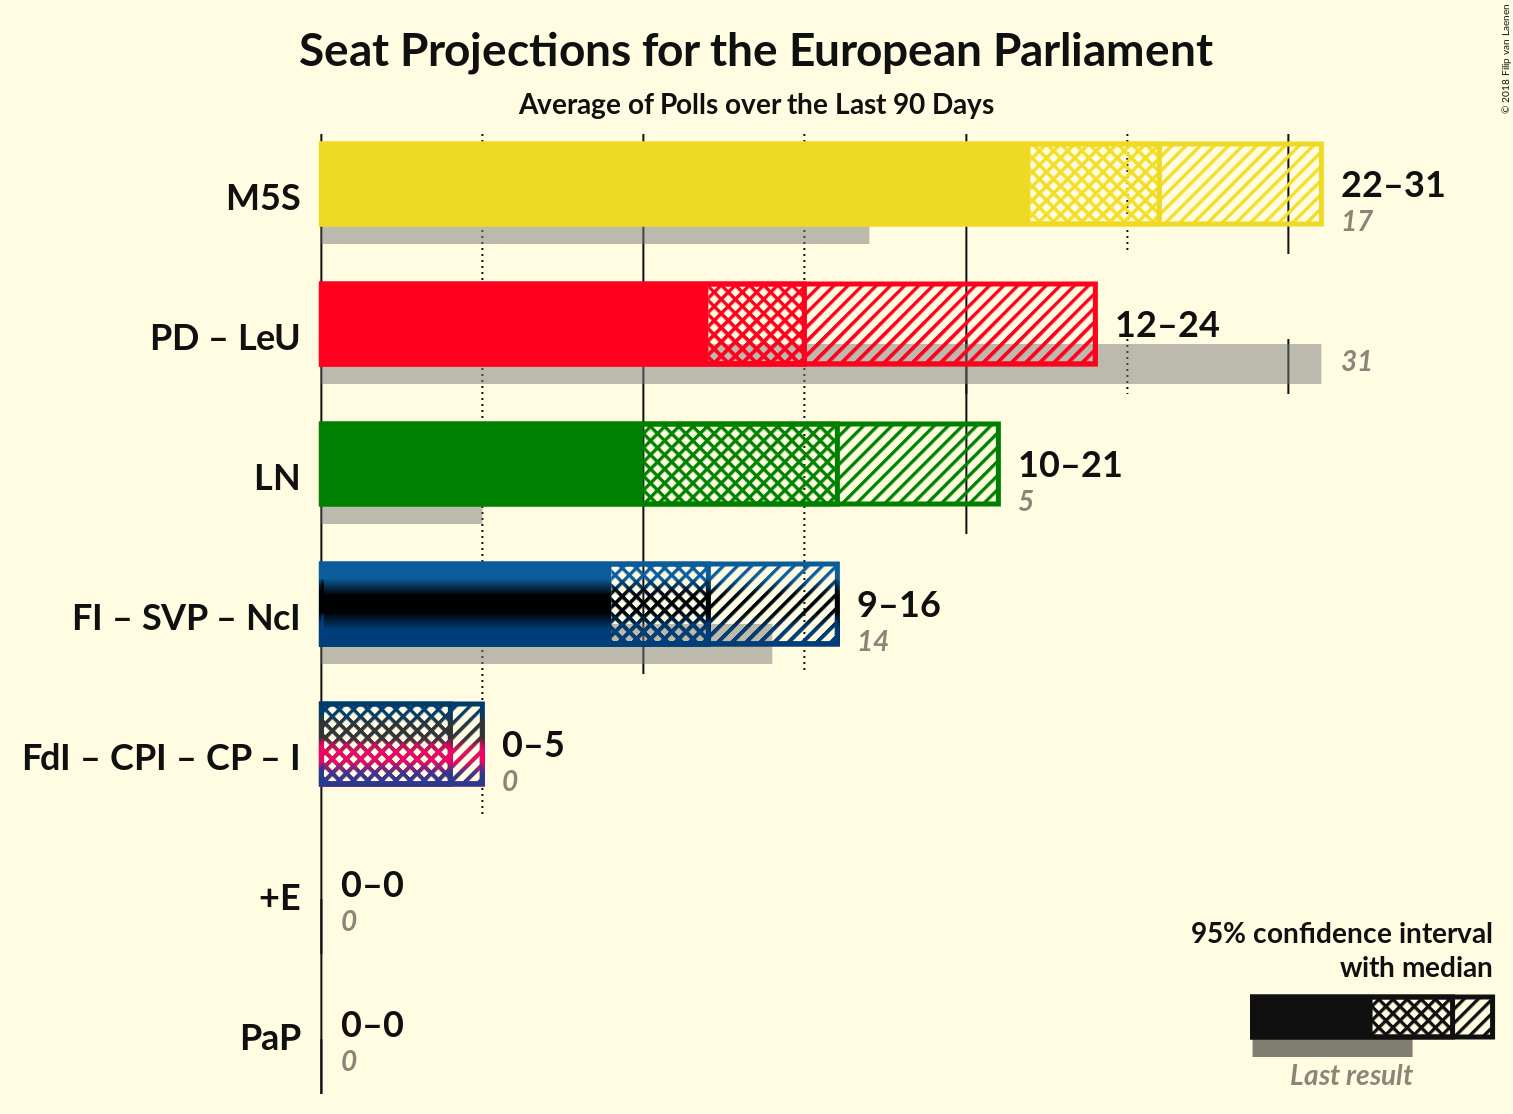 Seat Projections for the European Parliament
Average of Polls over the Last 90 Days
© 2018 Filip van Laenen
M5S
22–31
17
PD – LeU
12–24
31
LN
10–21
5
FI – SVP – NcI
9–16
14
FdI – CPI – CP – I
0–5
0
+E
0–0
0
PaP
0–0
0
95% confidence interval
with median
Last result